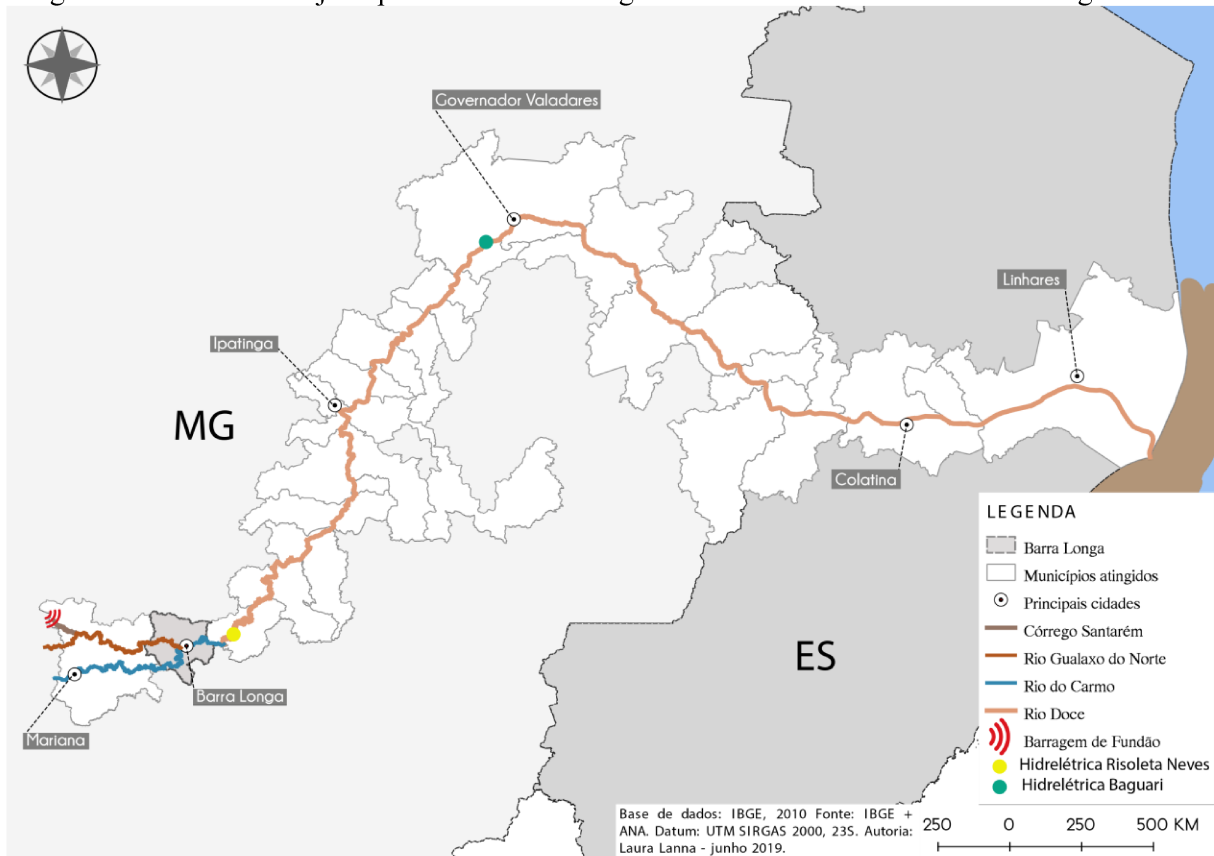 Governador Valadares
Linhares
Ipatinga
MG
Colatina
ES
Barra Longa
Mariana
LEGENDA
Barra Longa
Municípios atingidos
Principais cidades
Córrego Santarém
Rio Gualaxo do Norte
Rio do Carmo
Rio Doce
Barragem de Fundão
Hidrelétrica Risoleta Neves
Hidrelétrica Baguari
Base de dados: IBGE, 2010 Fonte: IBGE +
ANA. Datum: UTM SIRGAS 2000, 23S. Autoria:
Laura Lanna - junho 2019.
250 0 250 500 KM